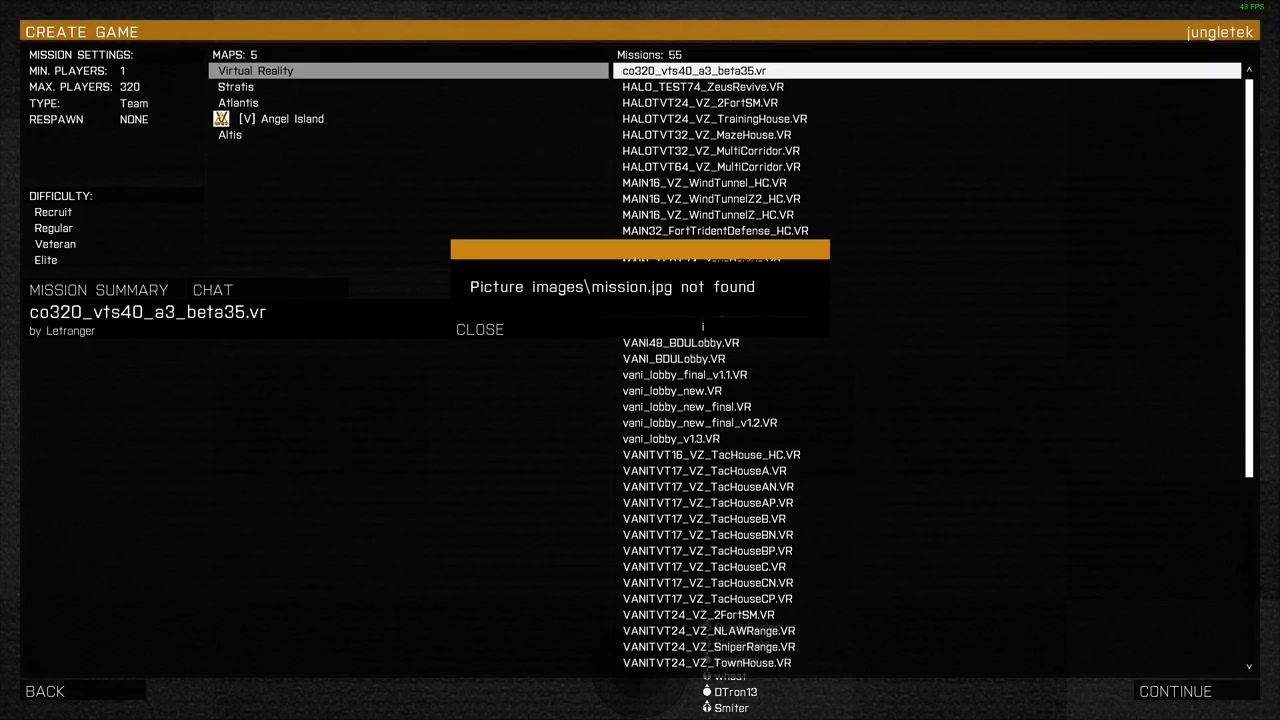 43 FPS
CREATE GAME
jungletek
MISSION SETTINGS:
MIN. PLAYERS: 1
MAX. PLAYERS: 320
TYPE: Team
RESPAWN NONE
DIFFICULTY:
Recruit
Regular
Veteran
Elite
MAPS: 5
Virtual Reality
Stratis
Atlantis
[V] Angel Island
Altis
Missions: 55
co320_vts40_a3_beta35.vr
HALO_TEST74_ZeusRevive.VR
HALOTVT24_VZ_2FortSM.VR
HALOTVT24_VZ_TrainingHouse.VR
HALOTVT32_VZ_MazeHouse.VR
HALOTVT32_VZ_MultiCorridor.VR
HALOTVT64_VZ_MultiCorridor.VR
MAIN16_VZ_WindTunnel_HC.VR
MAIN16_VZ_WindTunnelZ2_HC.VR
MAIN16_VZ_WindTunnelZ_HC.VR
MAIN32_FortTridentDefense_HC.VR
Picture images\mission.jpg not found
CLOSE
MISSION SUMMARY CHAT
co320_vts40_a3_beta35.vr
by Letranger
VANI48_BDULobby.VR
VANI_BDULobby.VR
vani_lobby_final_v1.1.VR
vani_lobby_new.VR
vani_lobby_new_final.VR
vani_lobby_new_final_v1.2.VR
vani_lobby_v1.3.VR
VANITVT16_VZ_TacHouse_HC.VR
VANITVT17_VZ_TacHouseA.VR
VANITVT17_VZ_TacHouseAN.VR
VANITVT17_VZ_TacHouseAP.VR
VANITVT17_VZ_TacHouseB.VR
VANITVT17_VZ_TacHouseBN.VR
VANITVT17_VZ_TacHouseBP.VR
VANITVT17_VZ_TacHouseC.VR
VANITVT17_VZ_TacHouseCN.VR
VANITVT17_VZ_TacHouseCP.VR
VANITVT24_VZ_2FortSM.VR
VANITVT24_VZ_NLAWRange.VR
VANITVT24_VZ_SniperRange.VR
VANITVT24_VZ_TownHouse.VR
wheat
DTron13
Smiter
BACK
CONTINUE